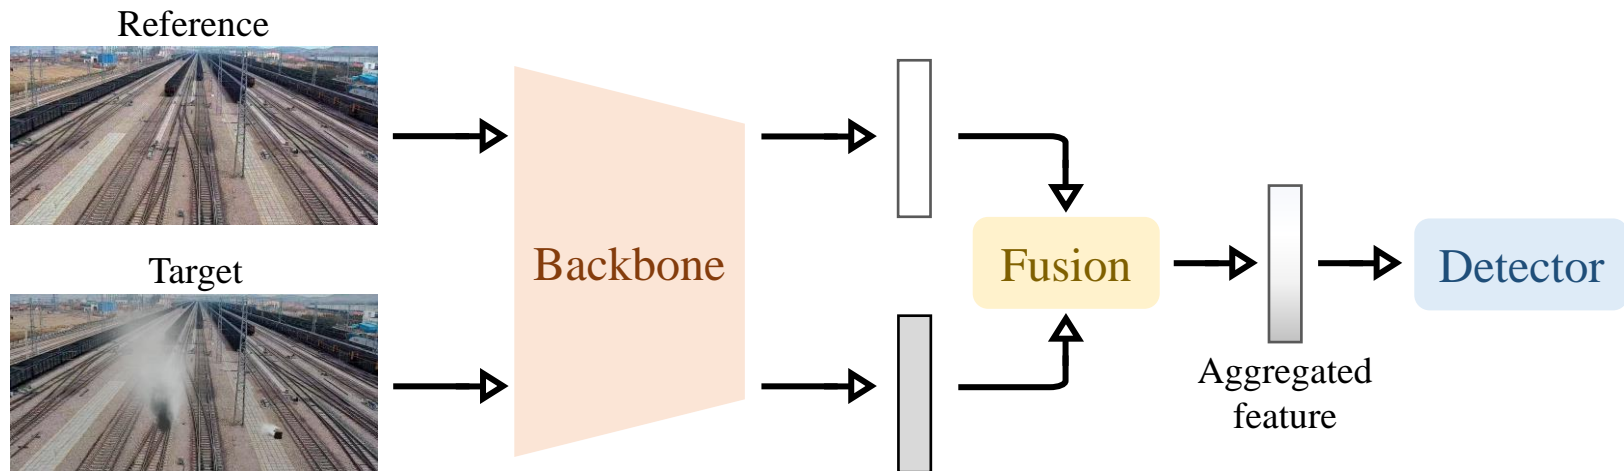 Reference
Target
Backbone
Fusion
Aggregated
feature
Detector